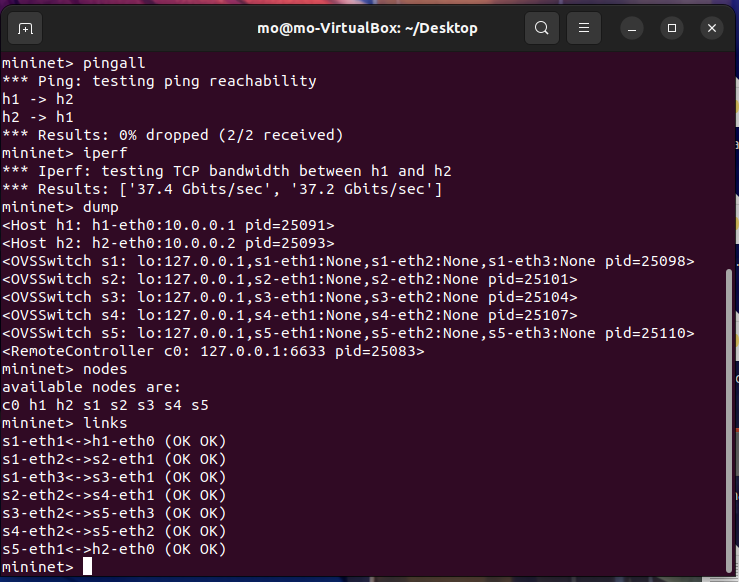 mo@mo-VirtualBox: ~/Desktop
mininet> pingall
*** Ping: testing ping reachability
h1 -> h2
h2 -> h1
*** Results: 0% dropped (2/2 received)
mininet> iperf
*** Iperf: testing TCP bandwidth between h1 and h2
*** Results: ['37.4 Gbits/sec', '37.2 Gbits/sec']
mininet> dump
<Host h1: h1-eth0:10.0.0.1 pid=25091>
<Host h2: h2-eth0:10.0.0.2 pid=25093>
<OVSSwitch s1: lo:127.0.0.1,s1-eth1:None,s1-eth2:None,s1-eth3:None pid=25098>
<OVSSwitch s2: lo:127.0.0.1,s2-eth1:None,s2-eth2:None pid=25101>
<OVSSwitch s3: lo:127.0.0.1,s3-eth1:None,s3-eth2:None pid=25104>
<OVSSwitch s4: lo:127.0.0.1,s4-eth1:None,s4-eth2:None pid=25107>
<OVSSwitch s5: lo:127.0.0.1,s5-eth1:None,s5-eth2:None,s5-eth3:None pid=25110>
<RemoteController c0: 127.0.0.1:6633 pid=25083>
mininet> nodes
available nodes are:
c0 h1 h2 s1 s2 s3 s4 s5
mininet> links
s1-eth1<->h1-eth0 (OK OK)
s1-eth2<->s2-eth1 (OK OK)
s1-eth3<->s3-eth1 (OK OK)
s2-eth2<->s4-eth1 (OK OK)
s3-eth2<->s5-eth3 (OK OK)
s4-eth2<->s5-eth2 (OK OK)
s5-eth1<->h2-eth0 (OK OK)
mininet>